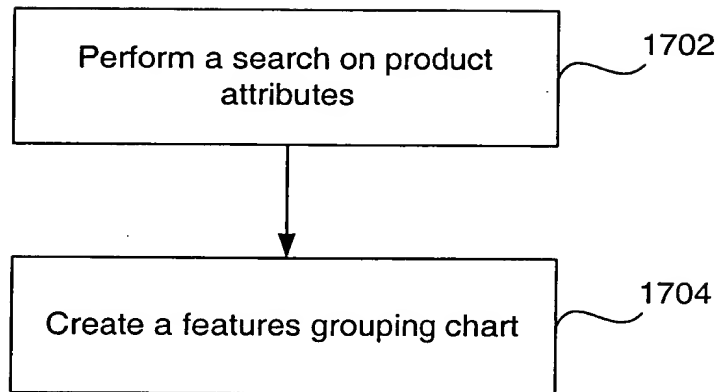 Perform a search on product
attributes
1702
Create a features grouping chart
1704